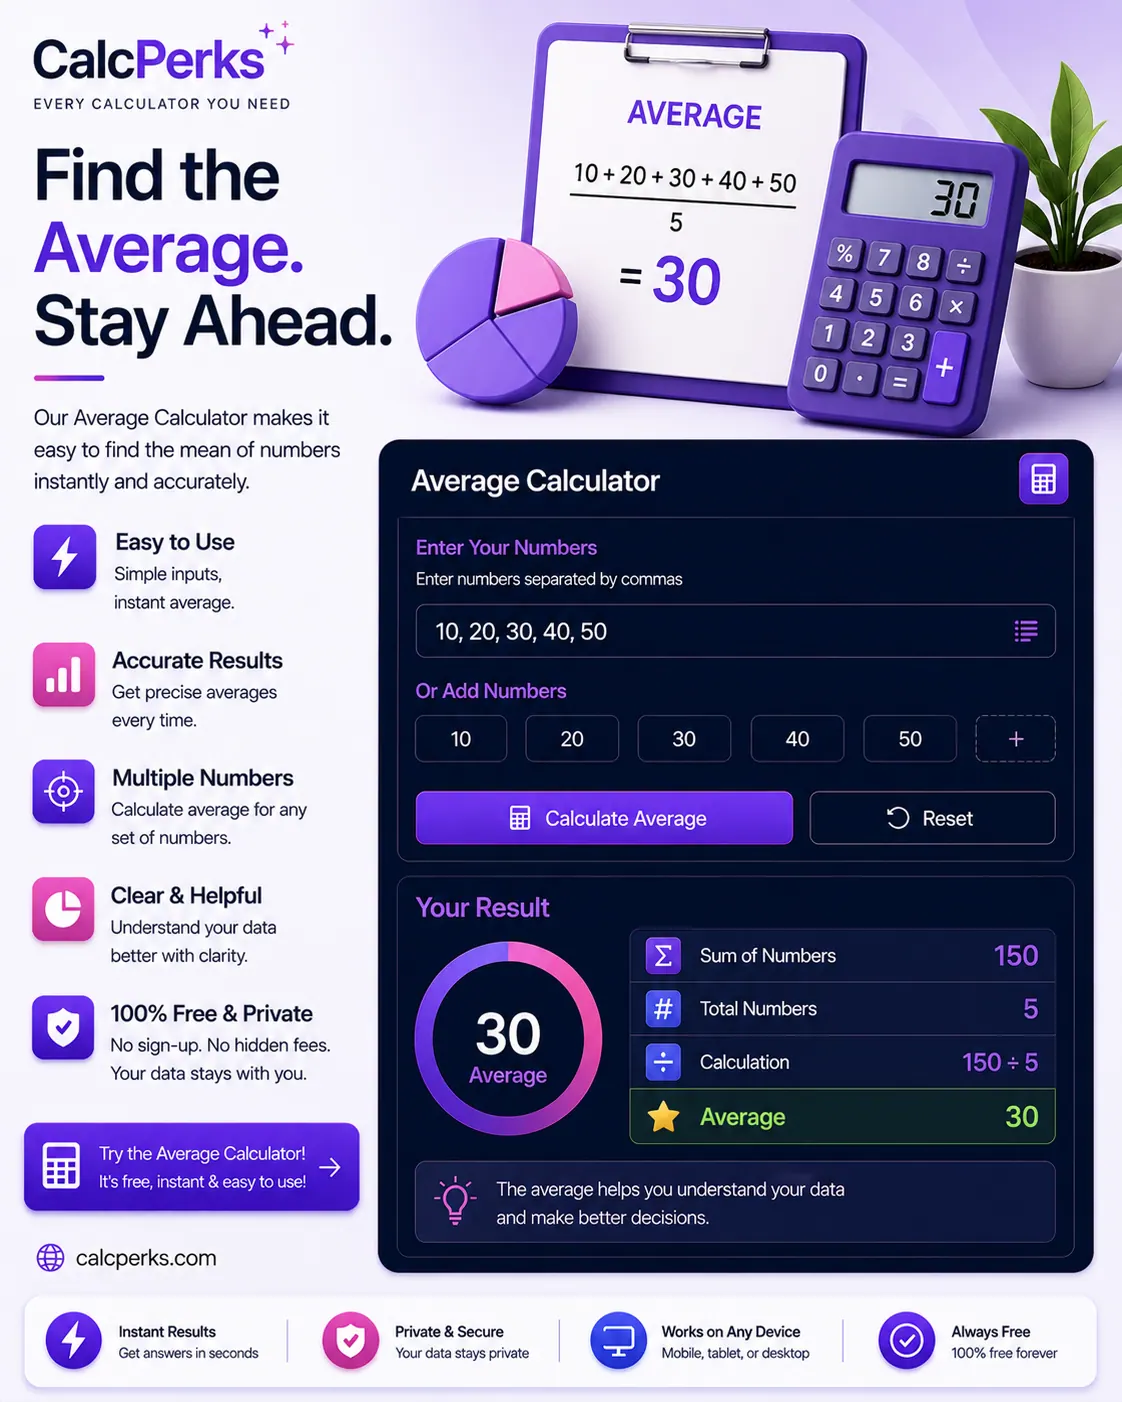 CalcPerks
EVERY CALCULATOR YOU NEED
Find the
Average.
Stay Ahead.
Our Average Calculator makes it
easy to find the mean of numbers
instantly and accurately.
Easy to Use
Simple inputs,
instant average.
Accurate Results
Get precise averages
every time.
Multiple Numbers
Calculate average for any
set of numbers.
Clear & Helpful
Understand your data
better with clarity.
100% Free & Private
No sign-up. No hidden fees.
Your data stays with you.
Try the Average Calculator!
It's free, instant & easy to use!
→
calcperks.com
AVERAGE
10 + 20 + 30 + 40 + 50
5
= 30
30
% 7 8 ÷
4 5 6 ×
1 2 3
+
0 . =
Average Calculator
Enter Your Numbers
Enter numbers separated by commas
10, 20, 30, 40, 50
Or Add Numbers
10 20 30 40 50 +
Calculate Average
Reset
Your Result
30
Average
Σ Sum of Numbers 150
# Total Numbers 5
÷ Calculation 150 ÷ 5
Average 30
The average helps you understand your data
and make better decisions.
Instant Results
Get answers in seconds
Private & Secure
Your data stays private
Works on Any Device
Mobile, tablet, or desktop
Always Free
100% free forever